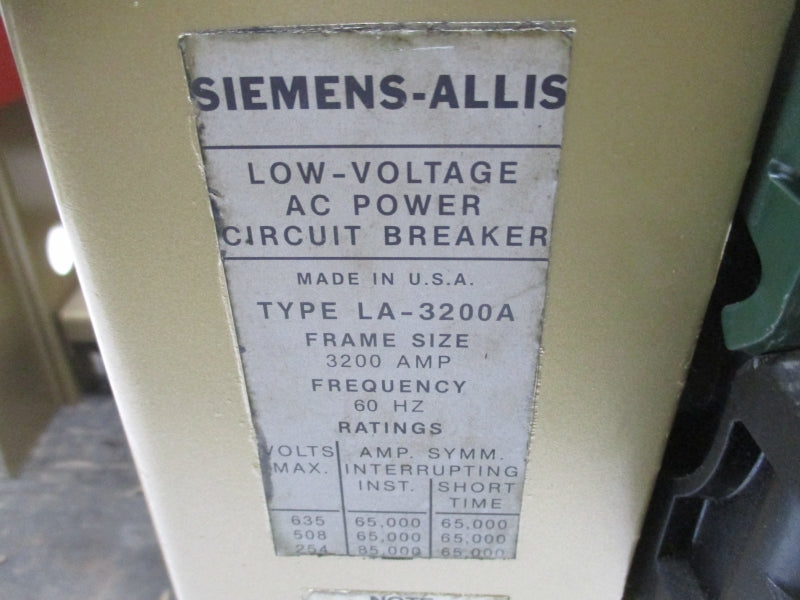 SIEMENS-ALLIS
LOW-VOLTAGE
AC POWER
CIRCUIT BREAKER
MADE IN U.S.A.
TYPE LA-3200A
FRAME SIZE
3200 AMP
FREQUENCY
60 HZ
RATINGS
VOLTS MAX.
AMP. SYMM.
INTERRUPTING
INST. SHORT TIME
635 65,000 65,000
508 65,000 65,000
254 85,000 65,000
NOTE